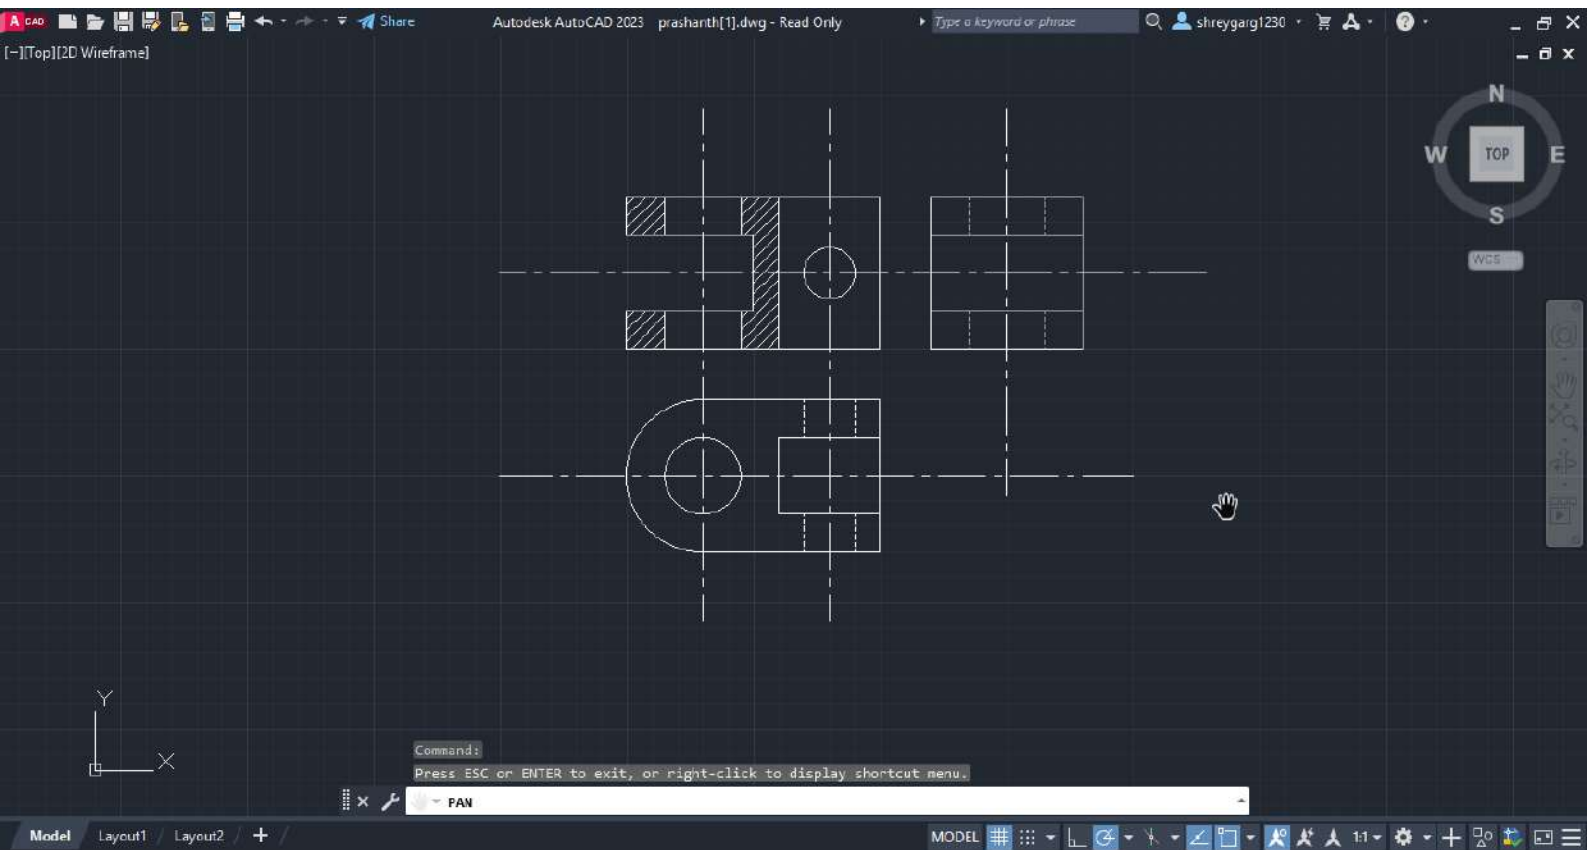 A CAD Share Autodesk AutoCAD 2023 prashanth[1].dwg - Read Only Type a keyword or phrase shreygarg1230 ?
[−][Top][2D Wireframe]
N
W TOP E
S
WCS
Y
X
Command:
Press ESC or ENTER to exit, or right-click to display shortcut menu.
PAN
Model Layout1 Layout2 + MODEL 1:1